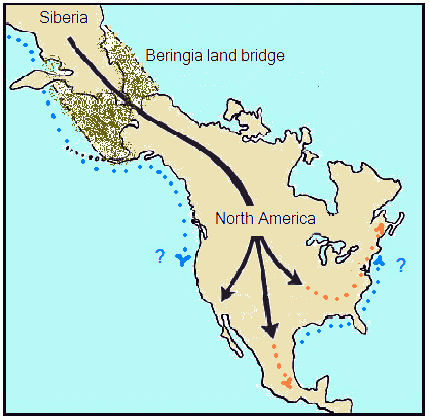 Siberia
Beringia land bridge
North America
?
?